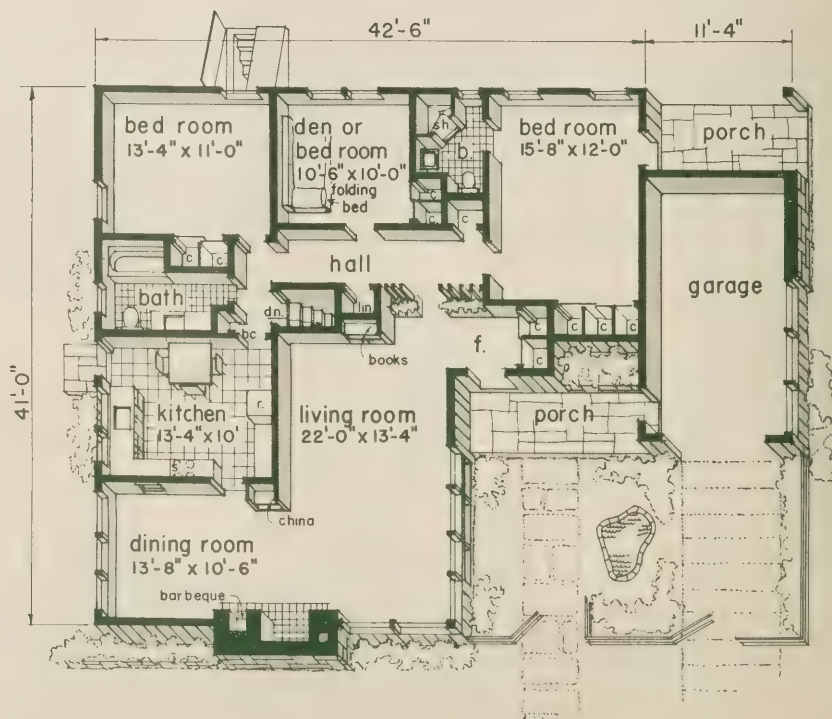 42'-6"
11'-4"
41'-0"
bed room
13'-4" x 11'-0"
den or
bed room
10'-6" x 10'-0"
folding
bed
sh.
b.
bed room
15'-8" x 12'-0"
porch
c
c
c
c.
c
hall
garage
bath
bc
dn.
lin.
books
f.
c
c
c
c
c
kitchen
13'-4" x 10'
r.
s
living room
22'-0" x 13'-4"
porch
china
dining room
13'-8" x 10'-6"
barbeque